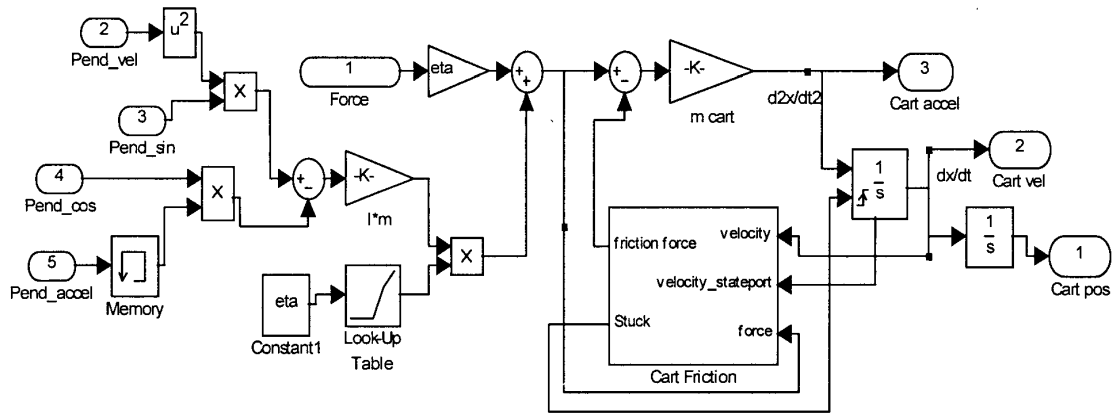 2
Pend_vel
u²
X
3
Pend_sin
1
Force
eta
+
+
+
−
-K-
m cart
d2x/dt2
3
Cart accel
4
Pend_cos
X
+
−
-K-
l*m
5
Pend_accel
Memory
eta
Constant1
Look-Up
Table
X
friction force
velocity
velocity_stateport
Stuck
force
Cart Friction
1
s
dx/dt
2
Cart vel
1
s
1
Cart pos